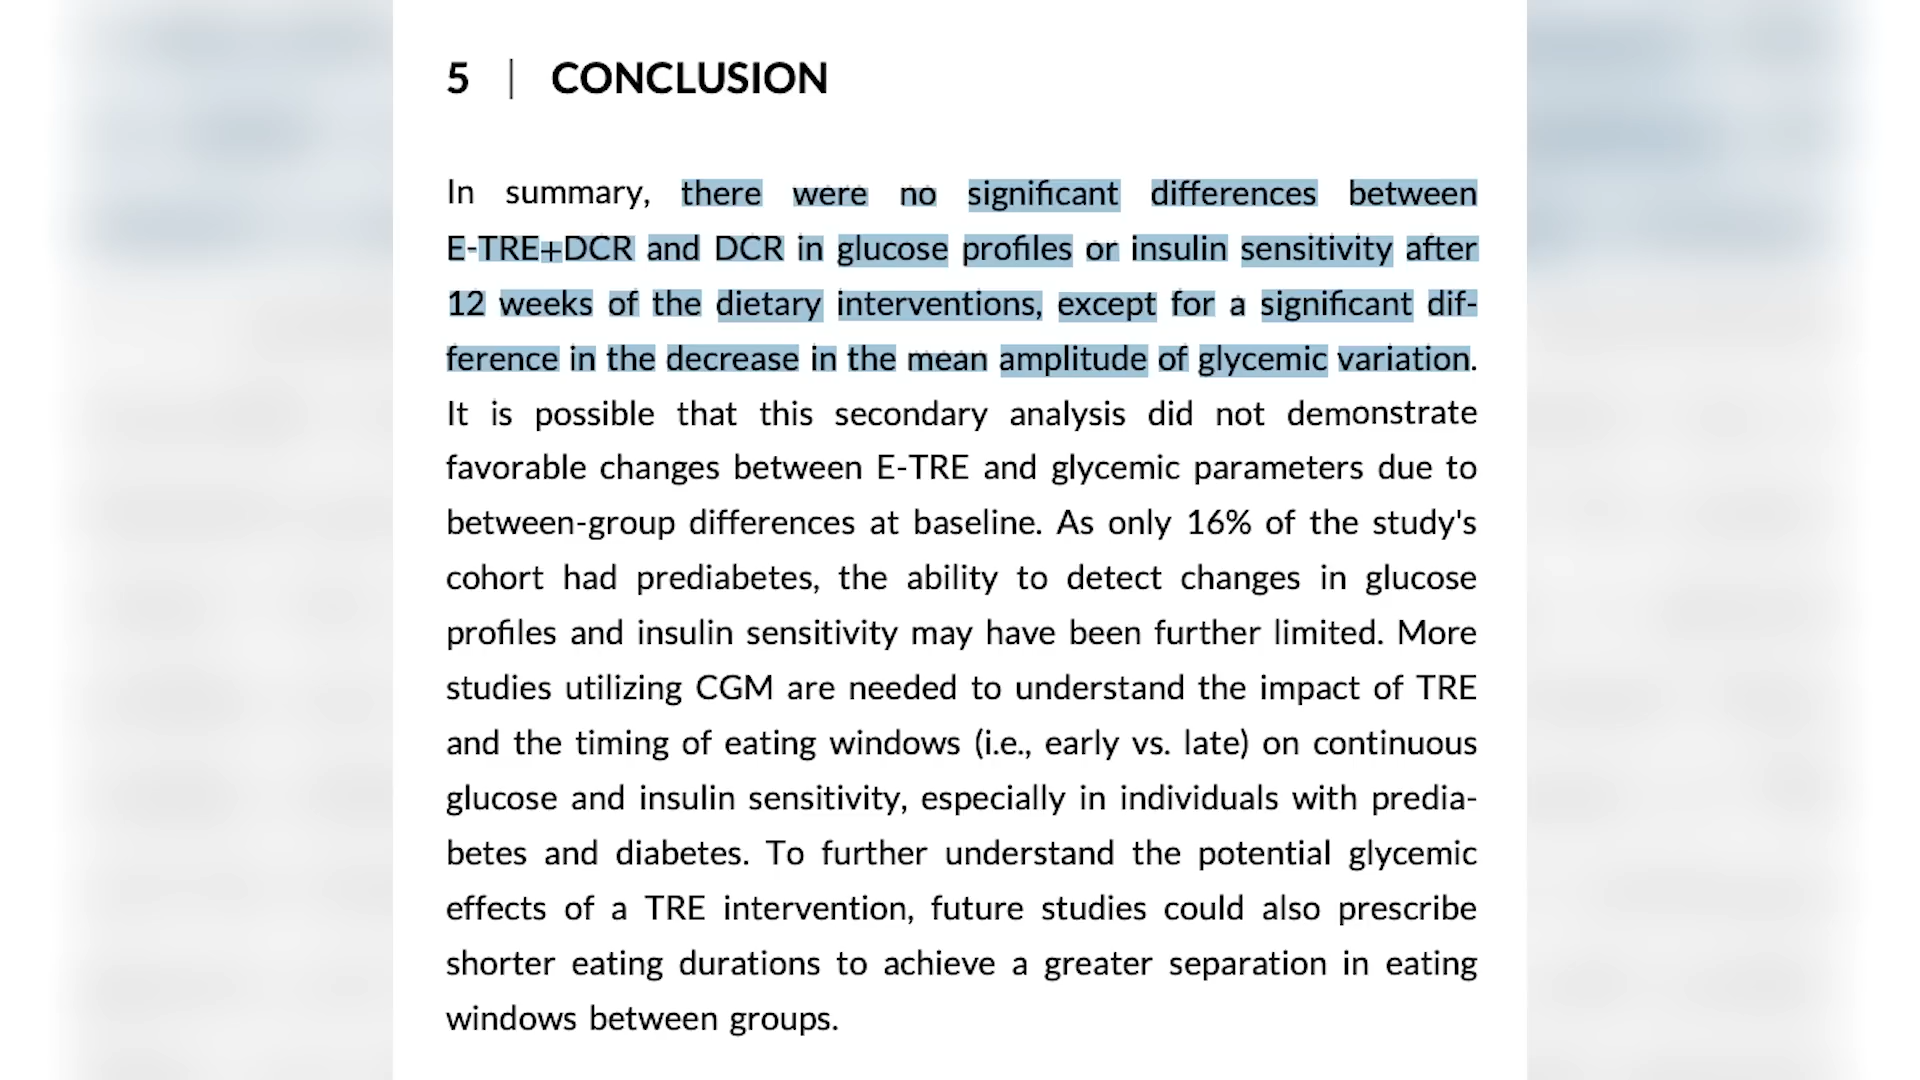 5 | CONCLUSION
In summary, there were no significant differences between
E-TRE+DCR and DCR in glucose profiles or insulin sensitivity after
12 weeks of the dietary interventions, except for a significant dif-
ference in the decrease in the mean amplitude of glycemic variation.
It is possible that this secondary analysis did not demonstrate
favorable changes between E-TRE and glycemic parameters due to
between-group differences at baseline. As only 16% of the study's
cohort had prediabetes, the ability to detect changes in glucose
profiles and insulin sensitivity may have been further limited. More
studies utilizing CGM are needed to understand the impact of TRE
and the timing of eating windows (i.e., early vs. late) on continuous
glucose and insulin sensitivity, especially in individuals with predia-
betes and diabetes. To further understand the potential glycemic
effects of a TRE intervention, future studies could also prescribe
shorter eating durations to achieve a greater separation in eating
windows between groups.